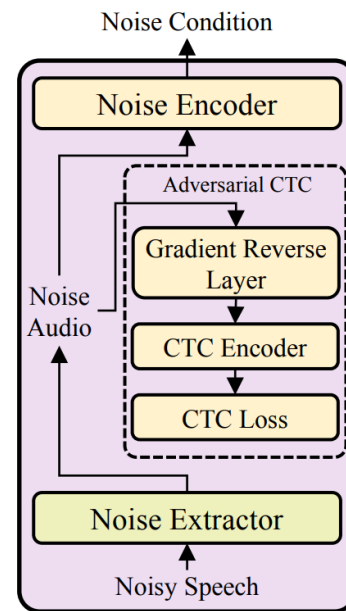 Noise Condition
Noise Encoder
Adversarial CTC
Gradient Reverse
Layer
Noise
Audio
CTC Encoder
CTC Loss
Noise Extractor
Noisy Speech